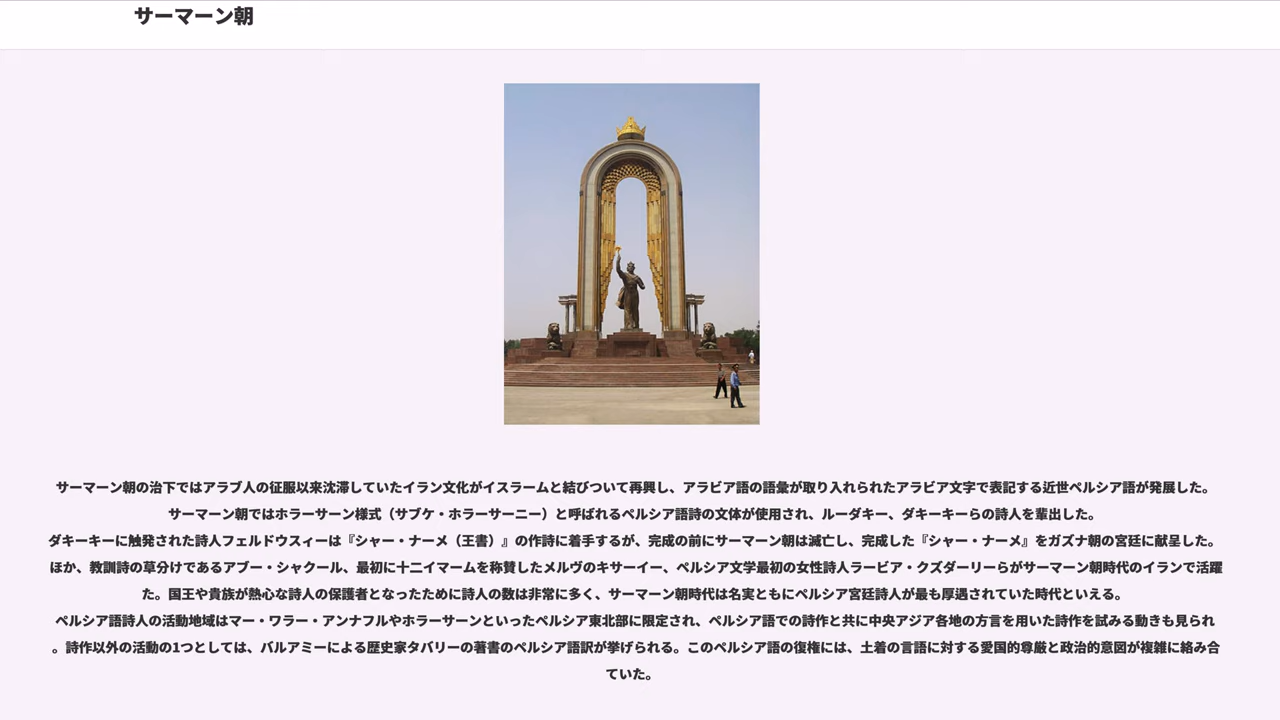 サーマーン朝
サーマーン朝の治下ではアラブ人の征服以来沈滞していたイラン文化がイスラームと結びついて再興し、アラビア語の語彙が取り入れられたアラビア文字で表記する近世ペルシア語が発展した。
サーマーン朝ではホラーサーン様式（サブケ・ホラーサーニー）と呼ばれるペルシア語詩の文体が使用され、ルーダキー、ダキーキーらの詩人を輩出した。
ダキーキーに触発された詩人フェルドウスィーは『シャー・ナーメ（王書）』の作詩に着手するが、完成の前にサーマーン朝は滅亡し、完成した『シャー・ナーメ』をガズナ朝の宮廷に献呈した。
ほか、教訓詩の草分けであるアブー・シャクール、最初に十二イマームを称賛したメルヴのキサーイー、ペルシア文学最初の女性詩人ラービア・クズダーリーらがサーマーン朝時代のイランで活躍
た。国王や貴族が熱心な詩人の保護者となったために詩人の数は非常に多く、サーマーン朝時代は名実ともにペルシア宮廷詩人が最も厚遇されていた時代といえる。
ペルシア語詩人の活動地域はマー・ワラー・アンナフルやホラーサーンといったペルシア東北部に限定され、ペルシア語での詩作と共に中央アジア各地の方言を用いた詩作を試みる動きも見られ
。詩作以外の活動の1つとしては、バルアミーによる歴史家タバリーの著書のペルシア語訳が挙げられる。このペルシア語の復権には、土着の言語に対する愛国的尊厳と政治的意図が複雑に絡み合
ていた。